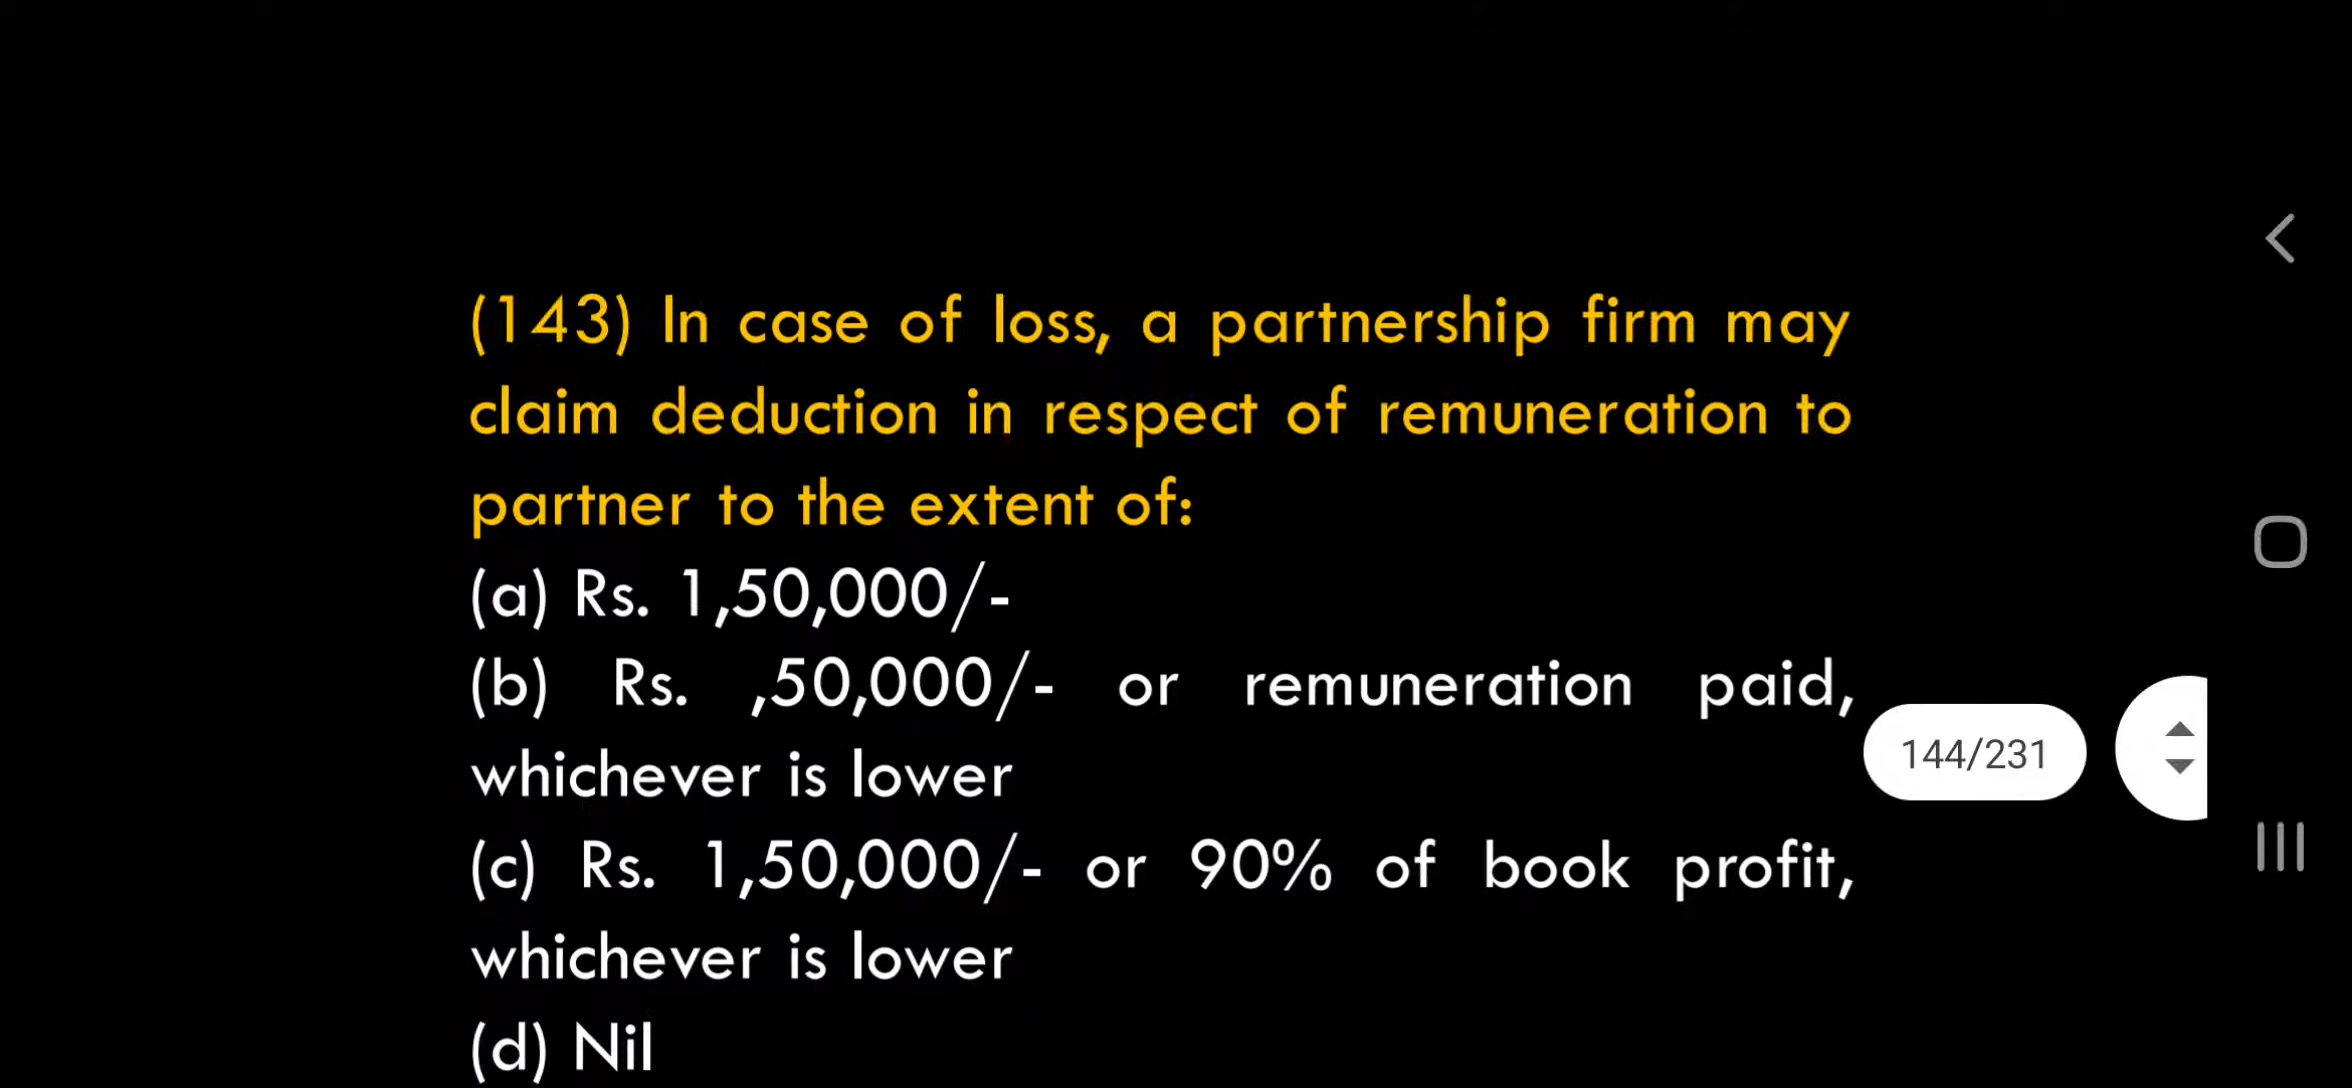 (143) In case of loss, a partnership firm may
claim deduction in respect of remuneration to
partner to the extent of:
(a) Rs. 1,50,000/-
(b) Rs. ,50,000/- or remuneration paid,
whichever is lower
144/231
(c) Rs. 1,50,000/- or 90% of book profit,
whichever is lower
(d) Nil